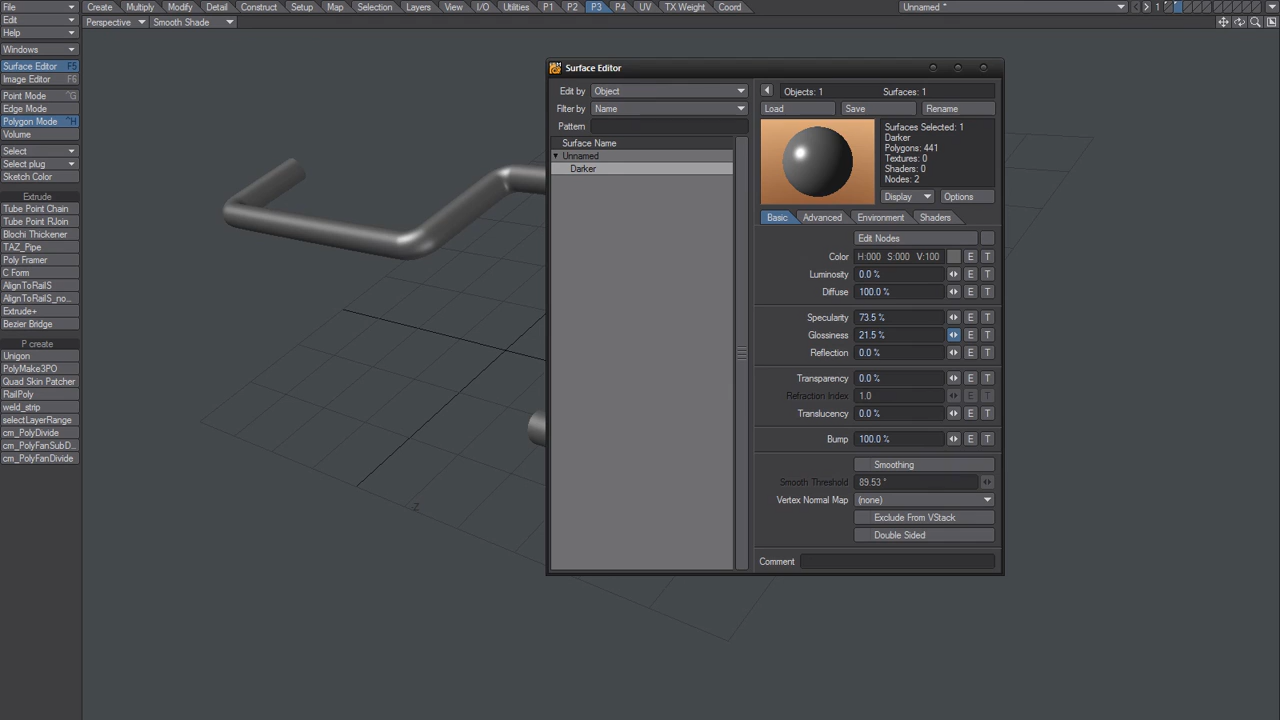 File Create Multiply Modify Detail Construct Setup Map Selection Layers View I/O Utilities P1 P2 P3 P4 UV TX Weight Coord Unnamed * 1
Edit Perspective Smooth Shade
Help
Windows
Surface Editor F5
Image Editor F6
Point Mode ^G
Edge Mode
Polygon Mode ^H
Volume
Select
Select plug
Sketch Color
Extrude
Tube Point Chain
Tube Point RJoin
Blochi Thickener
TAZ_Pipe
Poly Framer
C Form
AlignToRailS
AlignToRailS_no...
Extrude+
Bezier Bridge
P create
Unigon
PolyMake3PO
Quad Skin Patcher
RailPoly
weld_strip
selectLayerRange
cm_PolyDivide
cm_PolyFanSubD...
cm_PolyFanDivide
Z
Surface Editor
Edit by Object
Filter by Name
Pattern
Surface Name
Unnamed
Darker
Objects: 1 Surfaces: 1
Load Save Rename
Surfaces Selected: 1
Darker
Polygons: 441
Textures: 0
Shaders: 0
Nodes: 2
Display Options
Basic Advanced Environment Shaders
Edit Nodes
Color H:000 S:000 V:100 E T
Luminosity 0.0 % E T
Diffuse 100.0 % E T
Specularity 73.5 % E T
Glossiness 21.5 % E T
Reflection 0.0 % E T
Transparency 0.0 % E T
Refraction Index 1.0 E T
Translucency 0.0 % E T
Bump 100.0 % E T
Smoothing
Smooth Threshold 89.53 °
Vertex Normal Map (none)
Exclude From VStack
Double Sided
Comment